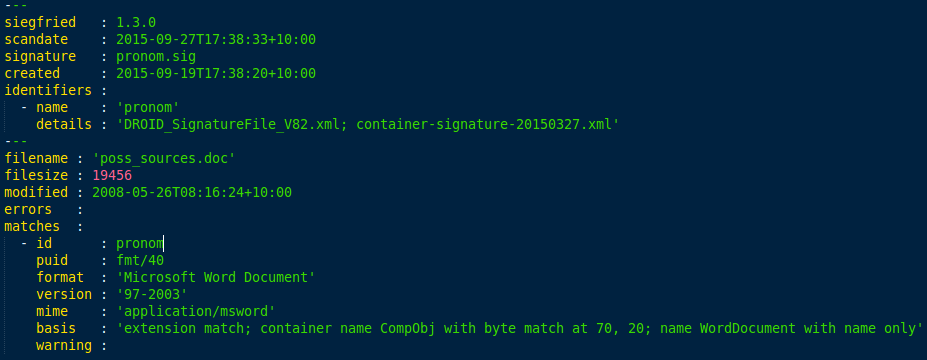 ---
siegfried   : 1.3.0
scandate    : 2015-09-27T17:38:33+10:00
signature   : pronom.sig
created     : 2015-09-19T17:38:20+10:00
identifiers :
  - name    : 'pronom'
    details : 'DROID_SignatureFile_V82.xml; container-signature-20150327.xml'
---
filename : 'poss_sources.doc'
filesize : 19456
modified : 2008-05-26T08:16:24+10:00
errors   :
matches  :
  - id      : pronom
    puid    : fmt/40
    format  : 'Microsoft Word Document'
    version : '97-2003'
    mime    : 'application/msword'
    basis   : 'extension match; container name CompObj with byte match at 70, 20; name WordDocument with name only'
    warning :